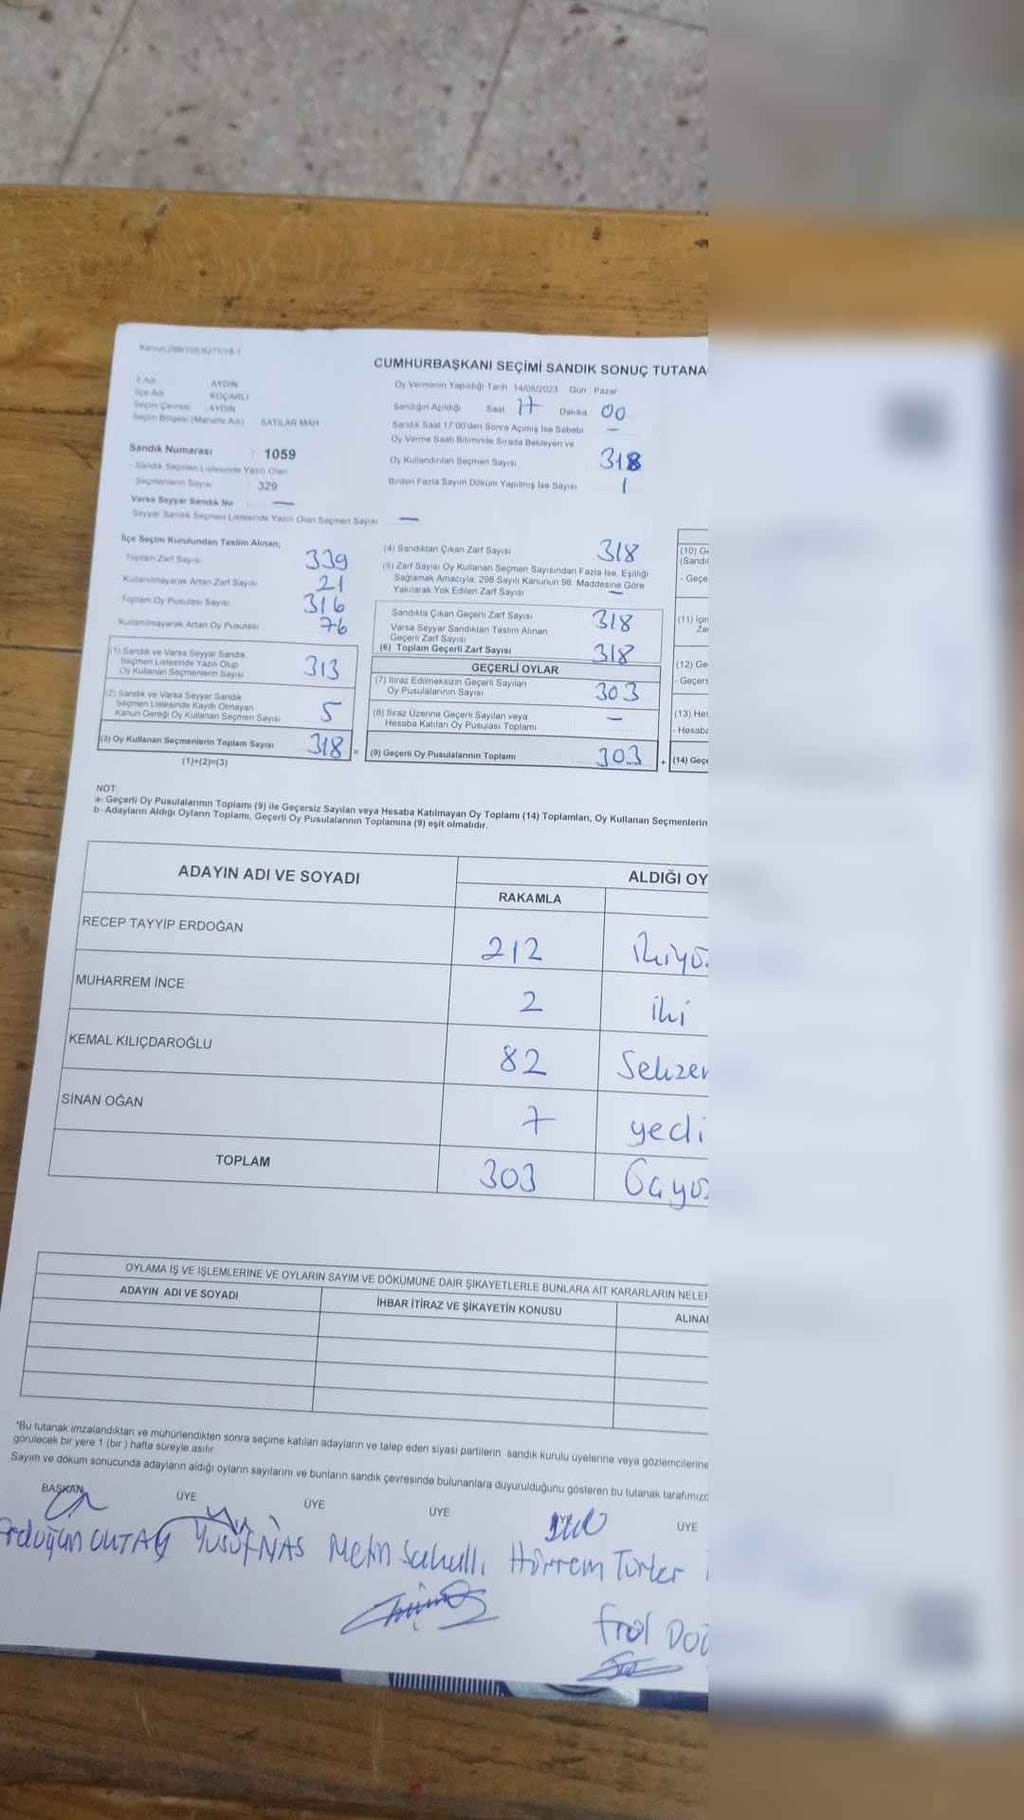 CUMHURBAŞKANI SEÇİMİ SANDIK SONUÇ TUTANA
İl Adı AYDIN
İlçe Adı KOÇARLI
Seçim Çevresi AYDIN
Seçim Bölgesi (Mahalle Adı) SATILAR MAH
Sandık Numarası : 1059
Sandık Seçmen Listesinde Yazılı Olan
Seçmenlerin Sayısı 329
Varsa Seyyar Sandık No —
Seyyar Sandık Seçmen Listesinde Yazılı Olan Seçmen Sayısı —
Oy Vermenin Yapıldığı Tarih 14/05/2023 Gün Pazar
Sandığın Açıldığı Saat 17 Dakika 00
Sandık Saat 17:00'den Sonra Açılmış İse Sebebi —
Oy Verme Saati Bitiminde Sırada Bekleyen ve
Oy Kullandırılan Seçmen Sayısı 318
Birden Fazla Sayım Döküm Yapılmış İse Sayısı 1
İlçe Seçim Kurulundan Teslim Alınan;
Toplam Zarf Sayısı 339
Kullanılmayarak Artan Zarf Sayısı 21
Toplam Oy Pusulası Sayısı 316
Kullanılmayarak Artan Oy Pusulası 76
(1) Sandık ve Varsa Seyyar Sandık
Seçmen Listesinde Yazılı Olup
Oy Kullanan Seçmenlerin Sayısı 313
(2) Sandık ve Varsa Seyyar Sandık
Seçmen Listesinde Kayıtlı Olmayan
Kanun Gereği Oy Kullanan Seçmen Sayısı 5
(3) Oy Kullanan Seçmenlerin Toplam Sayısı 318
(1)+(2)=(3)
(4) Sandıktan Çıkan Zarf Sayısı 318
(5) Zarf Sayısı Oy Kullanan Seçmen Sayısından Fazla İse, Eşitliği
Sağlamak Amacıyla, 298 Sayılı Kanunun 98. Maddesine Göre
Yakılarak Yok Edilen Zarf Sayısı —
Sandıkta Çıkan Geçerli Zarf Sayısı 318
Varsa Seyyar Sandıktan Teslim Alınan
Geçerli Zarf Sayısı
(6) Toplam Geçerli Zarf Sayısı 318
GEÇERLİ OYLAR
(7) İtiraz Edilmeksizin Geçerli Sayılan
Oy Pusulalarının Sayısı 303
(8) İtiraz Üzerine Geçerli Sayılan veya
Hesaba Katılan Oy Pusulası Toplamı —
(9) Geçerli Oy Pusulalarının Toplamı 303
(10) G
(Sandı
- Geçe
(11) İçin
Za
(12) Ge
- Geçers
(13) Hes
- Hesaba
(14) Geç
NOT:
a- Geçerli Oy Pusulalarının Toplamı (9) ile Geçersiz Sayılan veya Hesaba Katılmayan Oy Toplamı (14) Toplamları, Oy Kullanan Seçmenlerin
b- Adayların Aldığı Oyların Toplamı, Geçerli Oy Pusulalarının Toplamına (9) eşit olmalıdır.
ADAYIN ADI VE SOYADI ALDIĞI OY
RAKAMLA
RECEP TAYYİP ERDOĞAN 212 ikiyü
MUHARREM İNCE 2 iki
KEMAL KILIÇDAROĞLU 82 Seksen
SİNAN OĞAN 7 yedi
TOPLAM 303 üçyüz
OYLAMA İŞ VE İŞLEMLERİNE VE OYLARIN SAYIM VE DÖKÜMÜNE DAİR ŞİKAYETLERLE BUNLARA AİT KARARLARIN NELER
ADAYIN ADI VE SOYADI İHBAR İTİRAZ VE ŞİKAYETİN KONUSU ALINA
*Bu tutanak imzalandıktan ve mühürlendikten sonra seçime katılan adayların ve talep eden siyasi partilerin sandık kurulu üyelerine veya gözlemcilerine
görülecek bir yere 1 (bir) hafta süreyle asılır
Sayım ve döküm sonucunda adayların aldığı oyların sayılarını ve bunların sandık çevresinde bulunanlara duyurulduğunu gösteren bu tutanak tarafımızd
BAŞKAN ÜYE ÜYE ÜYE ÜYE
Metin Hürrem Türker
Erol